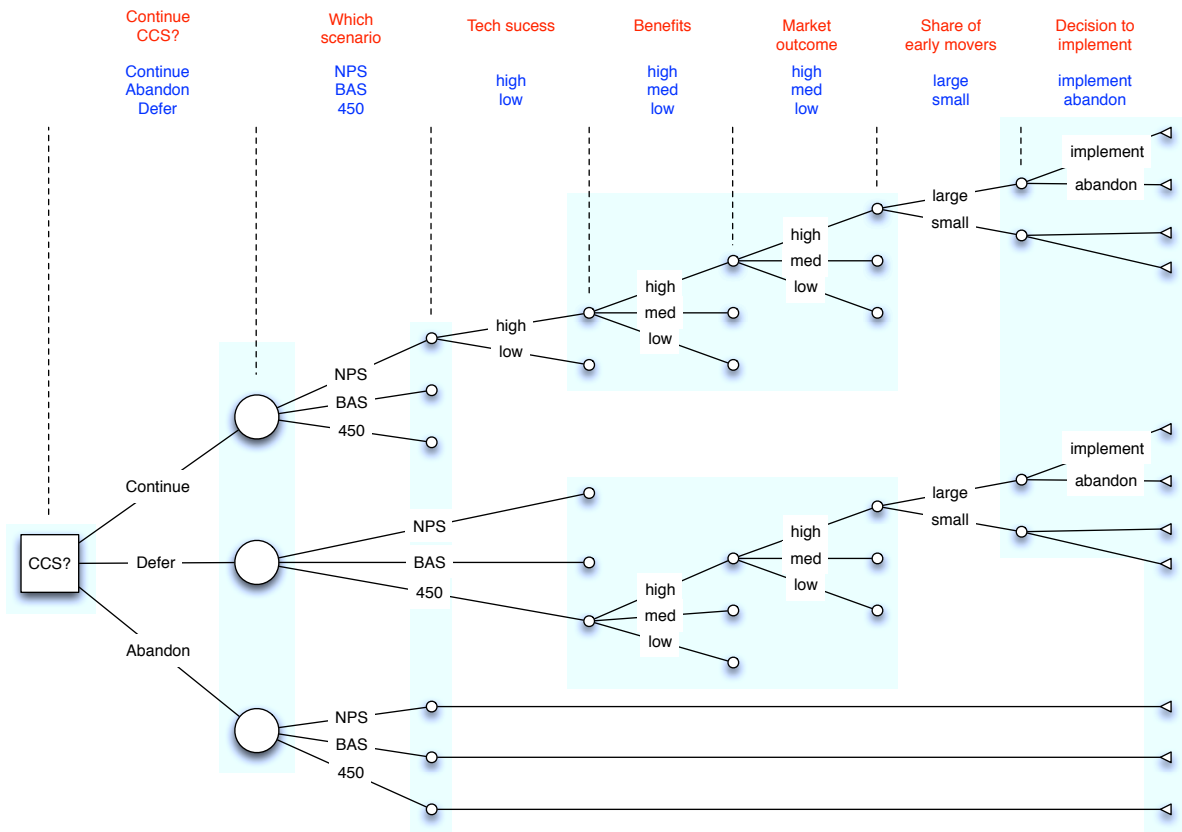 Continue
CCS?
Which
scenario
Tech sucess
Benefits
Market
outcome
Share of
early movers
Decision to
implement
Continue
Abandon
Defer
NPS
BAS
450
high
low
high
med
low
high
med
low
large
small
implement
abandon
implement
abandon
large
small
high
med
low
high
med
low
high
low
NPS
BAS
450
Continue
implement
abandon
large
small
high
med
low
NPS
CCS?
Defer
BAS
450
high
med
low
Abandon
NPS
BAS
450